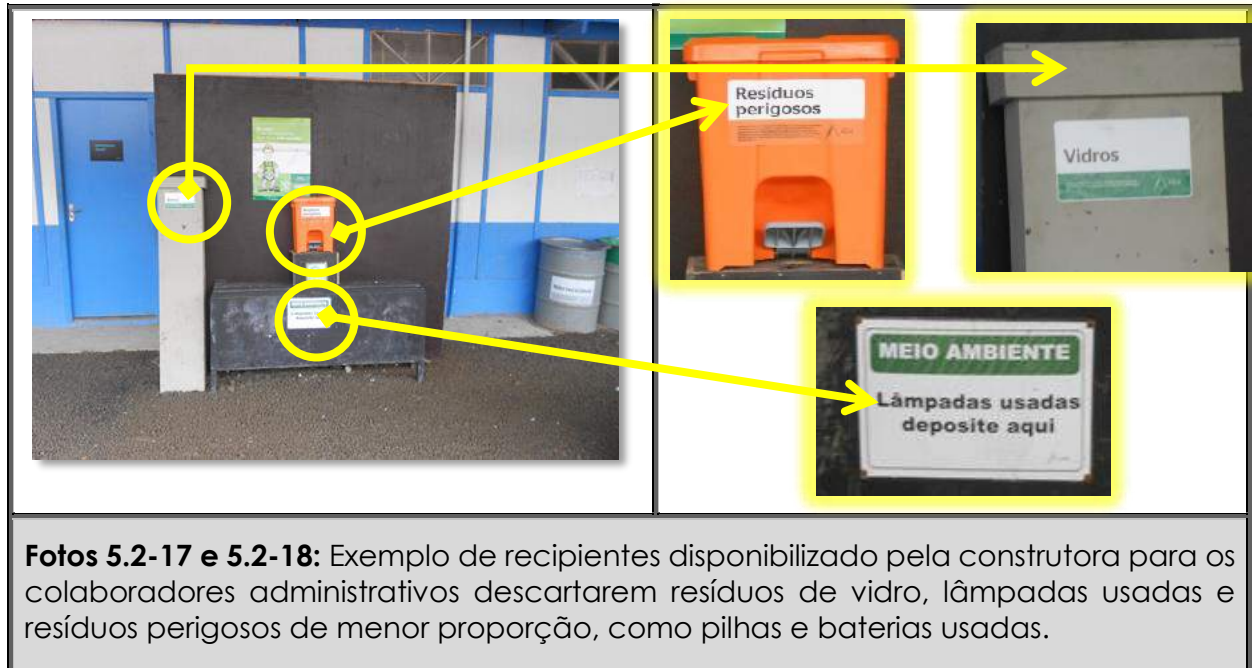 Resíduos
perigosos
Vidros
MEIO AMBIENTE
Lâmpadas usadas
deposite aqui
Fotos 5.2-17 e 5.2-18: Exemplo de recipientes disponibilizado pela construtora para os
colaboradores administrativos descartarem resíduos de vidro, lâmpadas usadas e
resíduos perigosos de menor proporção, como pilhas e baterias usadas.